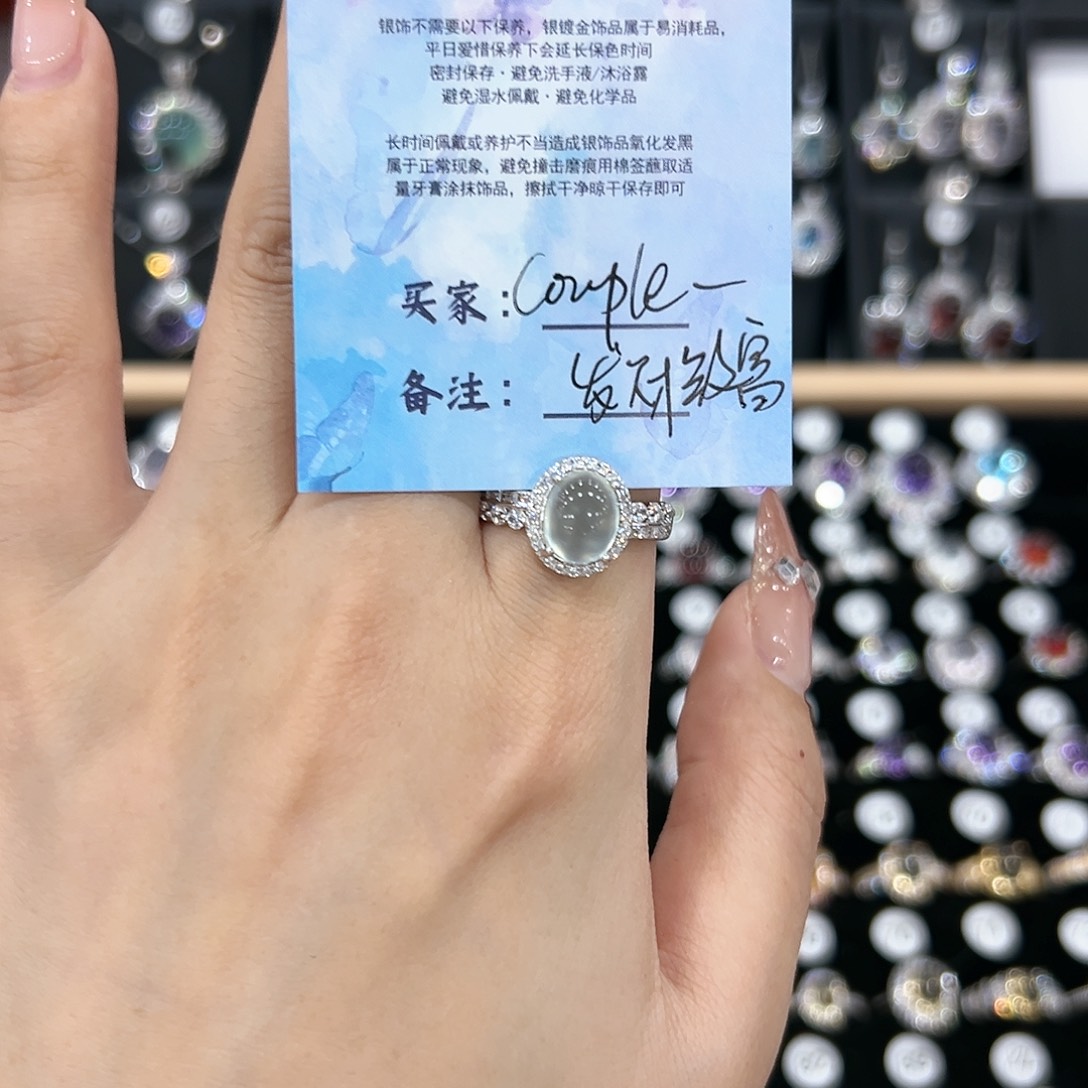 银饰不需要以下保养，银镀金饰品属于易消耗品，
平日爱惜保养下会延长保色时间
密封保存·避免洗手液/沐浴露
避免湿水佩戴·避免化学品
长时间佩戴或养护不当造成银饰品氧化发黑
属于正常现象，避免撞击磨痕用棉签蘸取适
量牙膏涂抹饰品，擦拭干净晾干保存即可
买家：Couple一
备注：发财致富